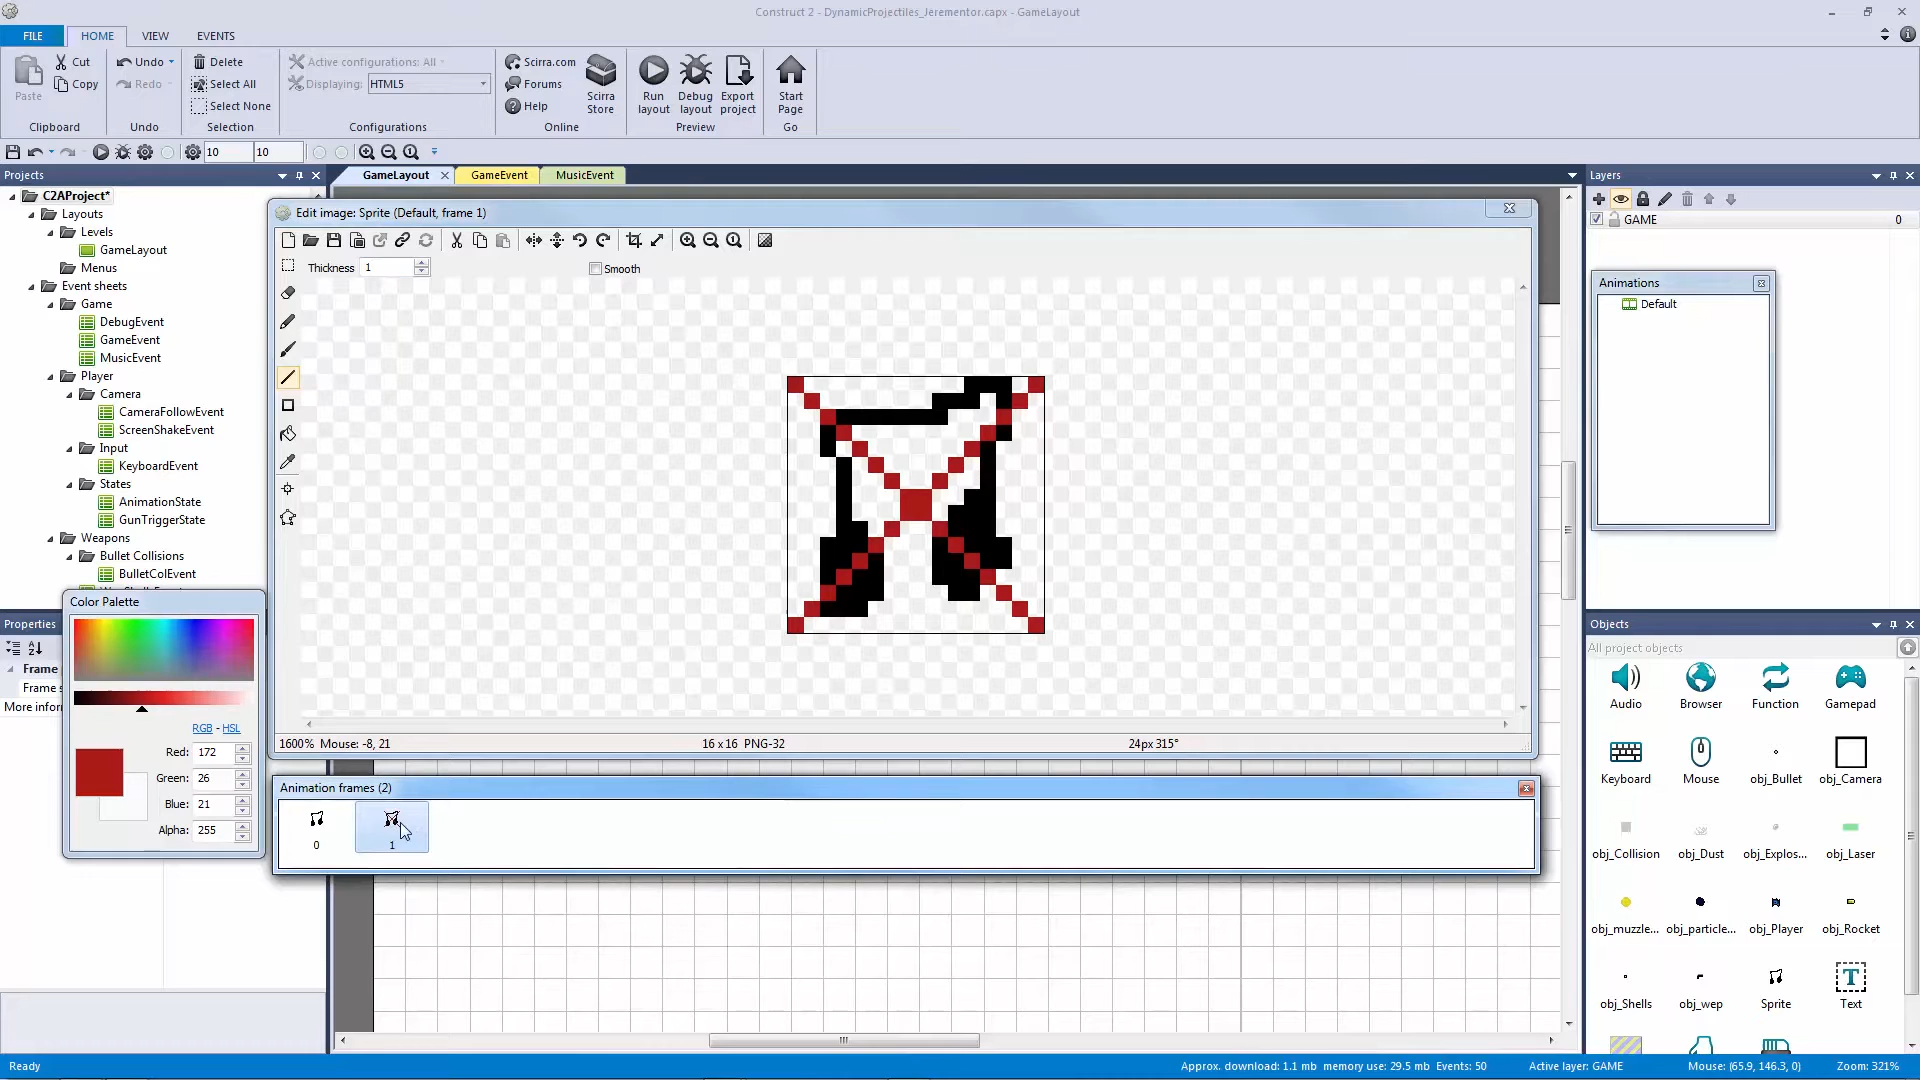 Construct 2 - DynamicProjectiles_Jerementor.capx - GameLayout
FILE HOME VIEW EVENTS
Paste Cut Copy Clipboard
Undo Redo Undo
Delete Select All Select None Selection
Active configurations: All
Displaying: HTML5
Configurations
Scirra.com Forums Help Scirra Store Online
Run layout Debug layout Export project Preview
Start Page Go
10 10
Projects
GameLayout GameEvent MusicEvent
Layers
C2AProject*
Layouts
Levels
GameLayout
Menus
Event sheets
Game
DebugEvent
GameEvent
MusicEvent
Player
Camera
CameraFollowEvent
ScreenShakeEvent
Input
KeyboardEvent
States
AnimationState
GunTriggerState
Weapons
Bullet Collisions
BulletColEvent
Edit image: Sprite (Default, frame 1)
Thickness 1 Smooth
1600% Mouse: -8, 21 16 x 16 PNG-32 24px 315°
Animation frames (2)
0 1
GAME 0
Animations
Default
Color Palette
RGB - HSL
Red: 172
Green: 26
Blue: 21
Alpha: 255
Properties
Frame
Frame s
More infor
Objects
All project objects
Audio Browser Function Gamepad
Keyboard Mouse obj_Bullet obj_Camera
obj_Collision obj_Dust obj_Explos... obj_Laser
obj_muzzle... obj_particle... obj_Player obj_Rocket
obj_Shells obj_wep Sprite Text
Ready Approx. download: 1.1 mb memory use: 29.5 mb Events: 50 Active layer: GAME Mouse: (65.9, 146.3, 0) Zoom: 321%